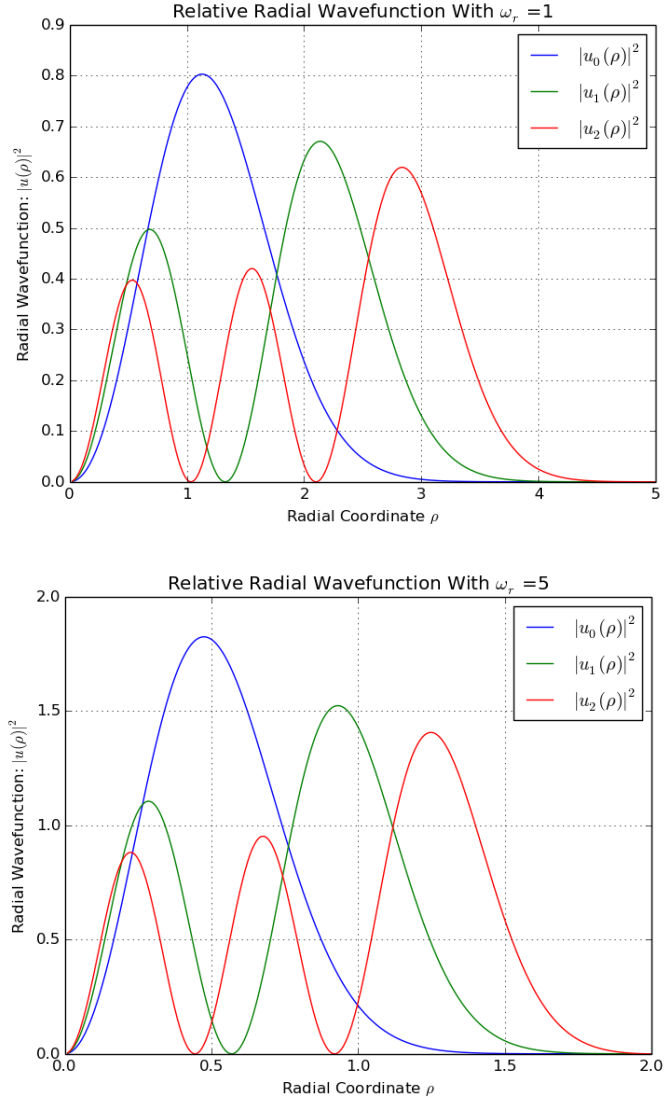 Relative Radial Wavefunction With ω_r =1
0.9
0.8
0.7
0.6
0.5
0.4
0.3
0.2
0.1
0.0
Radial Wavefunction: |u(ρ)|²
|u₀(ρ)|²
|u₁(ρ)|²
|u₂(ρ)|²
0 1 2 3 4 5
Radial Coordinate ρ
Relative Radial Wavefunction With ω_r =5
2.0
1.5
1.0
0.5
0.0
Radial Wavefunction: |u(ρ)|²
|u₀(ρ)|²
|u₁(ρ)|²
|u₂(ρ)|²
0.0 0.5 1.0 1.5 2.0
Radial Coordinate ρ